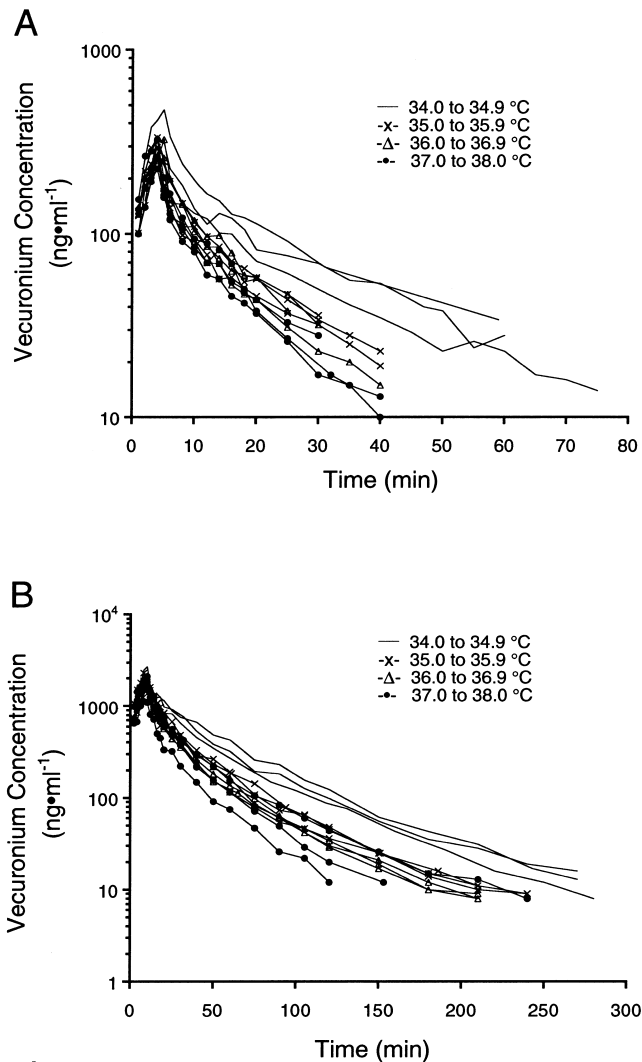 A
1000
100
10
Vecuronium Concentration
(ng•ml-1)
34.0 to 34.9 °C
-x- 35.0 to 35.9 °C
-Δ- 36.0 to 36.9 °C
-•- 37.0 to 38.0 °C
0 10 20 30 40 50 60 70 80
Time (min)
B
10⁴
1000
100
10
1
Vecuronium Concentration
(ng•ml-1)
34.0 to 34.9 °C
-x- 35.0 to 35.9 °C
-Δ- 36.0 to 36.9 °C
-•- 37.0 to 38.0 °C
0 50 100 150 200 250 300
Time (min)